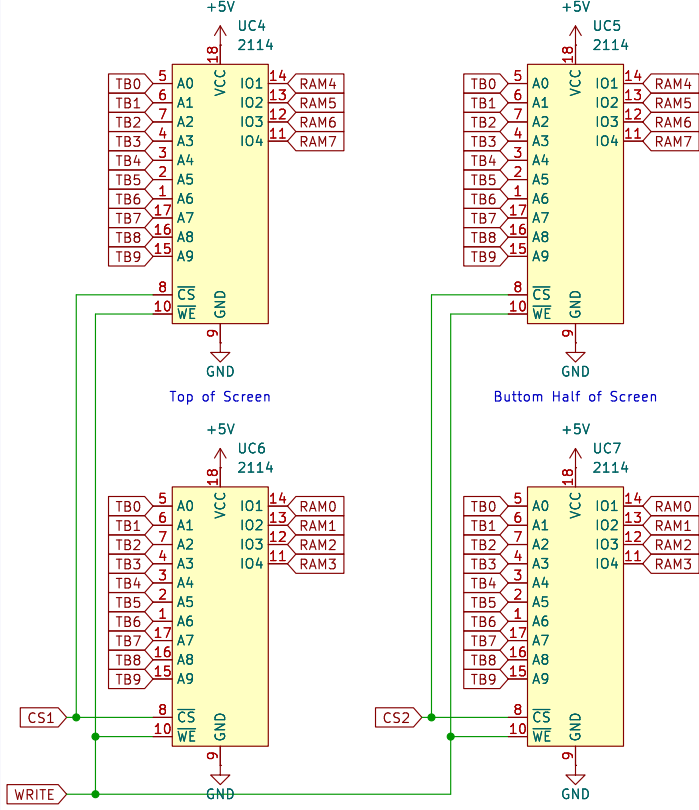 +5V +5V
UC4 UC5
2114 2114
18 18
TB0 5 A0 VCC IO1 14 RAM4 TB0 5 A0 VCC IO1 14 RAM4
TB1 6 A1 IO2 13 RAM5 TB1 6 A1 IO2 13 RAM5
TB2 7 A2 IO3 12 RAM6 TB2 7 A2 IO3 12 RAM6
TB3 4 A3 IO4 11 RAM7 TB3 4 A3 IO4 11 RAM7
TB4 3 A4 TB4 3 A4
TB5 2 A5 TB5 2 A5
TB6 1 A6 TB6 1 A6
TB7 17 A7 TB7 17 A7
TB8 16 A8 TB8 16 A8
TB9 15 A9 TB9 15 A9
8 CS GND 8 CS GND
10 WE 10 WE
9 9
GND GND
Top of Screen Buttom Half of Screen
+5V +5V
UC6 UC7
2114 2114
18 18
TB0 5 A0 VCC IO1 14 RAM0 TB0 5 A0 VCC IO1 14 RAM0
TB1 6 A1 IO2 13 RAM1 TB1 6 A1 IO2 13 RAM1
TB2 7 A2 IO3 12 RAM2 TB2 7 A2 IO3 12 RAM2
TB3 4 A3 IO4 11 RAM3 TB3 4 A3 IO4 11 RAM3
TB4 3 A4 TB4 3 A4
TB5 2 A5 TB5 2 A5
TB6 1 A6 TB6 1 A6
TB7 17 A7 TB7 17 A7
TB8 16 A8 TB8 16 A8
TB9 15 A9 TB9 15 A9
CS1 8 CS GND CS2 8 CS GND
10 WE 10 WE
9 9
WRITE GND GND